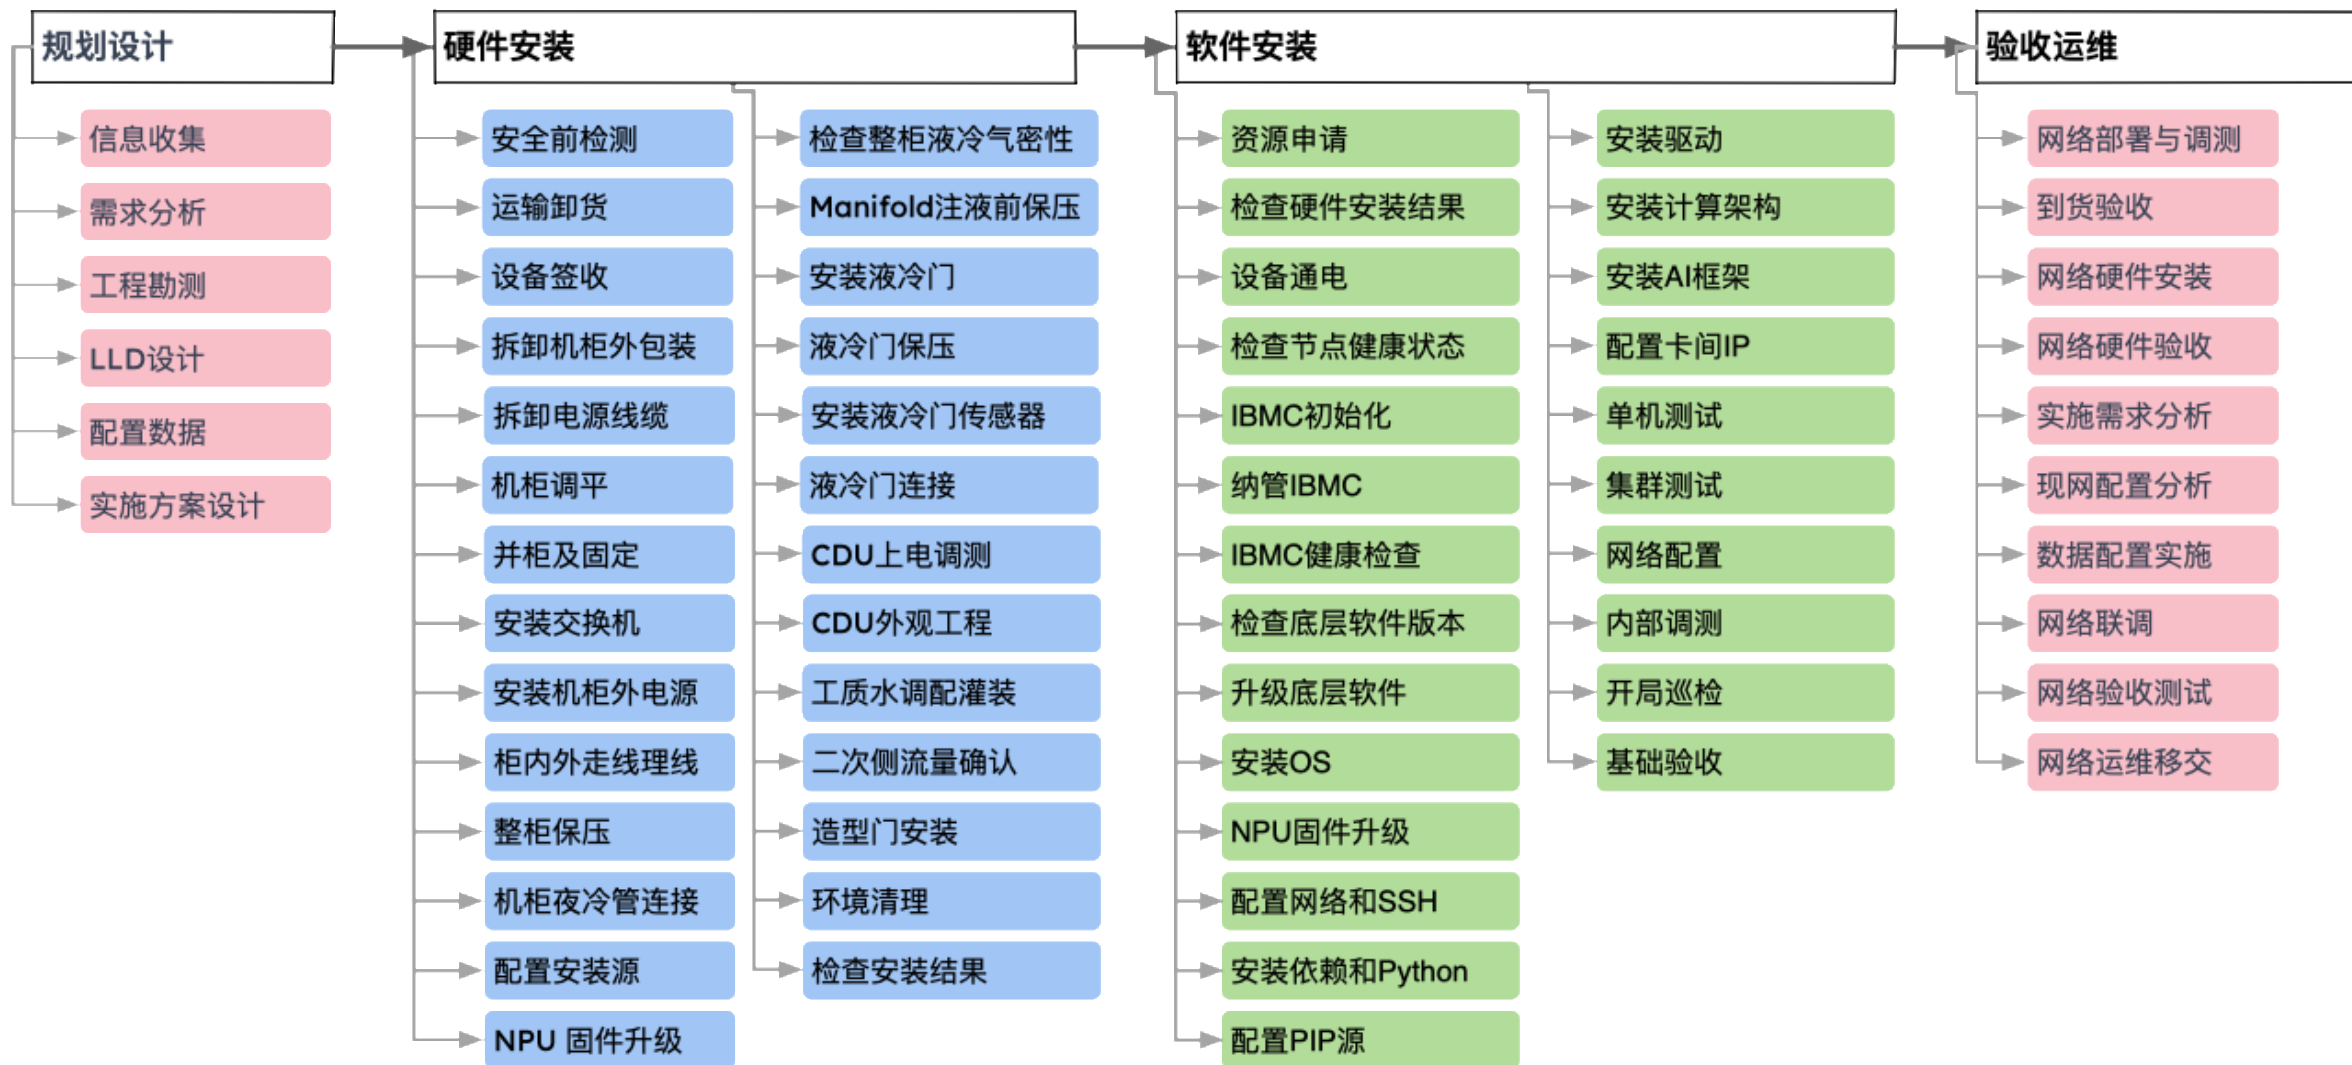 规划设计
信息收集
需求分析
工程勘测
LLD设计
配置数据
实施方案设计
硬件安装
安全前检测
运输卸货
设备签收
拆卸机柜外包装
拆卸电源线缆
机柜调平
并柜及固定
安装交换机
安装机柜外电源
柜内外走线理线
整柜保压
机柜夜冷管连接
配置安装源
NPU 固件升级
检查整柜液冷气密性
Manifold注液前保压
安装液冷门
液冷门保压
安装液冷门传感器
液冷门连接
CDU上电调测
CDU外观工程
工质水调配灌装
二次侧流量确认
造型门安装
环境清理
检查安装结果
软件安装
资源申请
检查硬件安装结果
设备通电
检查节点健康状态
IBMC初始化
纳管IBMC
IBMC健康检查
检查底层软件版本
升级底层软件
安装OS
NPU固件升级
配置网络和SSH
安装依赖和Python
配置PIP源
安装驱动
安装计算架构
安装AI框架
配置卡间IP
单机测试
集群测试
网络配置
内部调测
开局巡检
基础验收
验收运维
网络部署与调测
到货验收
网络硬件安装
网络硬件验收
实施需求分析
现网配置分析
数据配置实施
网络联调
网络验收测试
网络运维移交